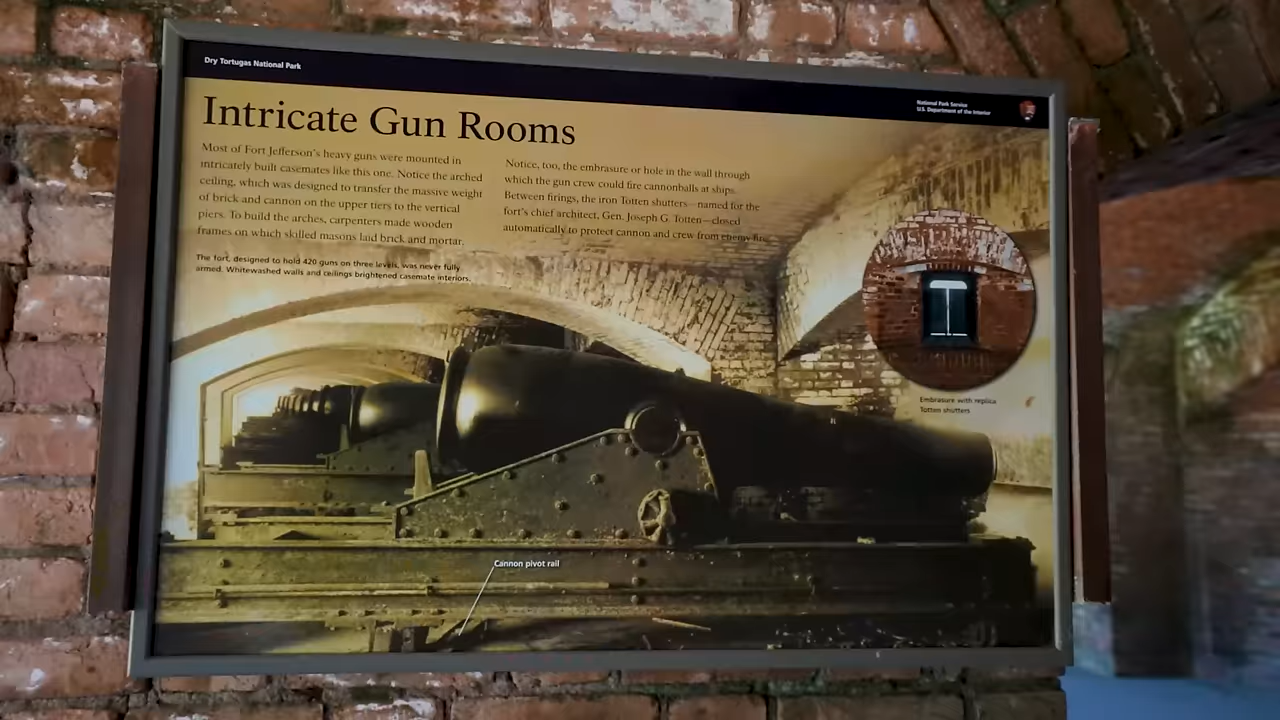 Dry Tortugas National Park
National Park Service
U.S. Department of the Interior
Intricate Gun Rooms
Most of Fort Jefferson's heavy guns were mounted in
intricately built casemates like this one. Notice the arched
ceiling, which was designed to transfer the massive weight
of brick and cannon on the upper tiers to the vertical
piers. To build the arches, carpenters made wooden
frames on which skilled masons laid brick and mortar.
The fort, designed to hold 420 guns on three levels, was never fully
armed. Whitewashed walls and ceilings brightened casemate interiors.
Notice, too, the embrasure or hole in the wall through
which the gun crew could fire cannonballs at ships.
Between firings, the iron Totten shutters—named for the
fort's chief architect, Gen. Joseph G. Totten—closed
automatically to protect cannon and crew from enemy fire.
Embrasure with replica
Totten shutters
Cannon pivot rail